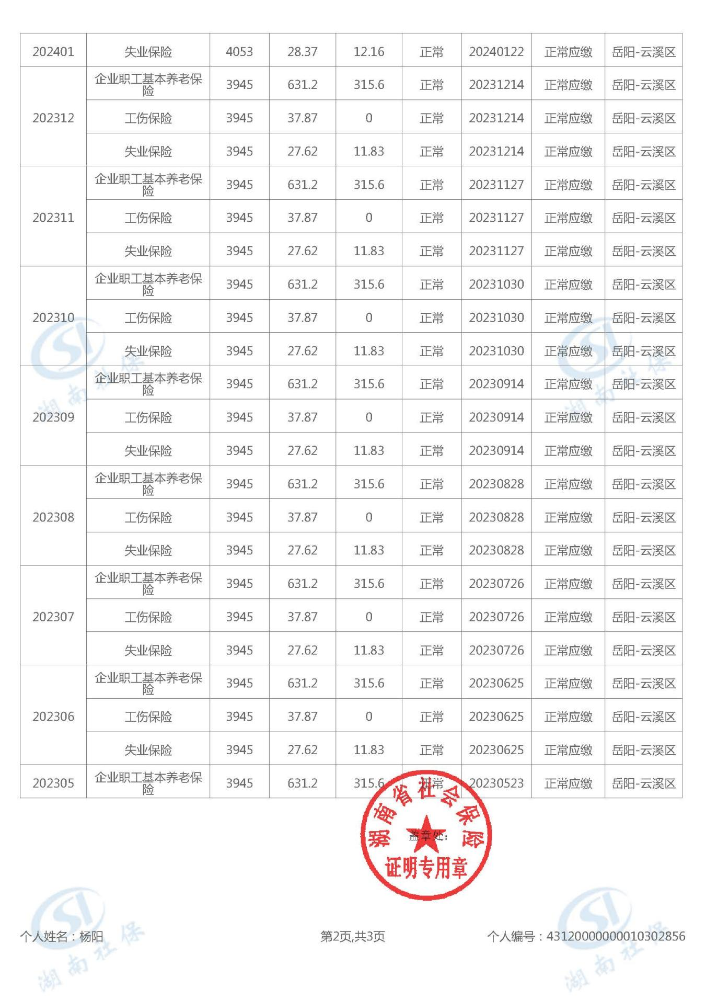 202401 失业保险 4053 28.37 12.16 正常 20240122 正常应缴 岳阳-云溪区
202312 企业职工基本养老保险 3945 631.2 315.6 正常 20231214 正常应缴 岳阳-云溪区
工伤保险 3945 37.87 0 正常 20231214 正常应缴 岳阳-云溪区
失业保险 3945 27.62 11.83 正常 20231214 正常应缴 岳阳-云溪区
202311 企业职工基本养老保险 3945 631.2 315.6 正常 20231127 正常应缴 岳阳-云溪区
工伤保险 3945 37.87 0 正常 20231127 正常应缴 岳阳-云溪区
失业保险 3945 27.62 11.83 正常 20231127 正常应缴 岳阳-云溪区
202310 企业职工基本养老保险 3945 631.2 315.6 正常 20231030 正常应缴 岳阳-云溪区
工伤保险 3945 37.87 0 正常 20231030 正常应缴 岳阳-云溪区
失业保险 3945 27.62 11.83 正常 20231030 正常应缴 岳阳-云溪区
202309 企业职工基本养老保险 3945 631.2 315.6 正常 20230914 正常应缴 岳阳-云溪区
工伤保险 3945 37.87 0 正常 20230914 正常应缴 岳阳-云溪区
失业保险 3945 27.62 11.83 正常 20230914 正常应缴 岳阳-云溪区
202308 企业职工基本养老保险 3945 631.2 315.6 正常 20230828 正常应缴 岳阳-云溪区
工伤保险 3945 37.87 0 正常 20230828 正常应缴 岳阳-云溪区
失业保险 3945 27.62 11.83 正常 20230828 正常应缴 岳阳-云溪区
202307 企业职工基本养老保险 3945 631.2 315.6 正常 20230726 正常应缴 岳阳-云溪区
工伤保险 3945 37.87 0 正常 20230726 正常应缴 岳阳-云溪区
失业保险 3945 27.62 11.83 正常 20230726 正常应缴 岳阳-云溪区
202306 企业职工基本养老保险 3945 631.2 315.6 正常 20230625 正常应缴 岳阳-云溪区
工伤保险 3945 37.87 0 正常 20230625 正常应缴 岳阳-云溪区
失业保险 3945 27.62 11.83 正常 20230625 正常应缴 岳阳-云溪区
202305 企业职工基本养老保险 3945 631.2 315.6 正常 20230523 正常应缴 岳阳-云溪区
湖南省社会保险
盖章处：
证明专用章
个人姓名：杨阳 第2页,共3页 个人编号：43120000000010302856
湖南社保
湖南社保
湖南社保
湖南社保